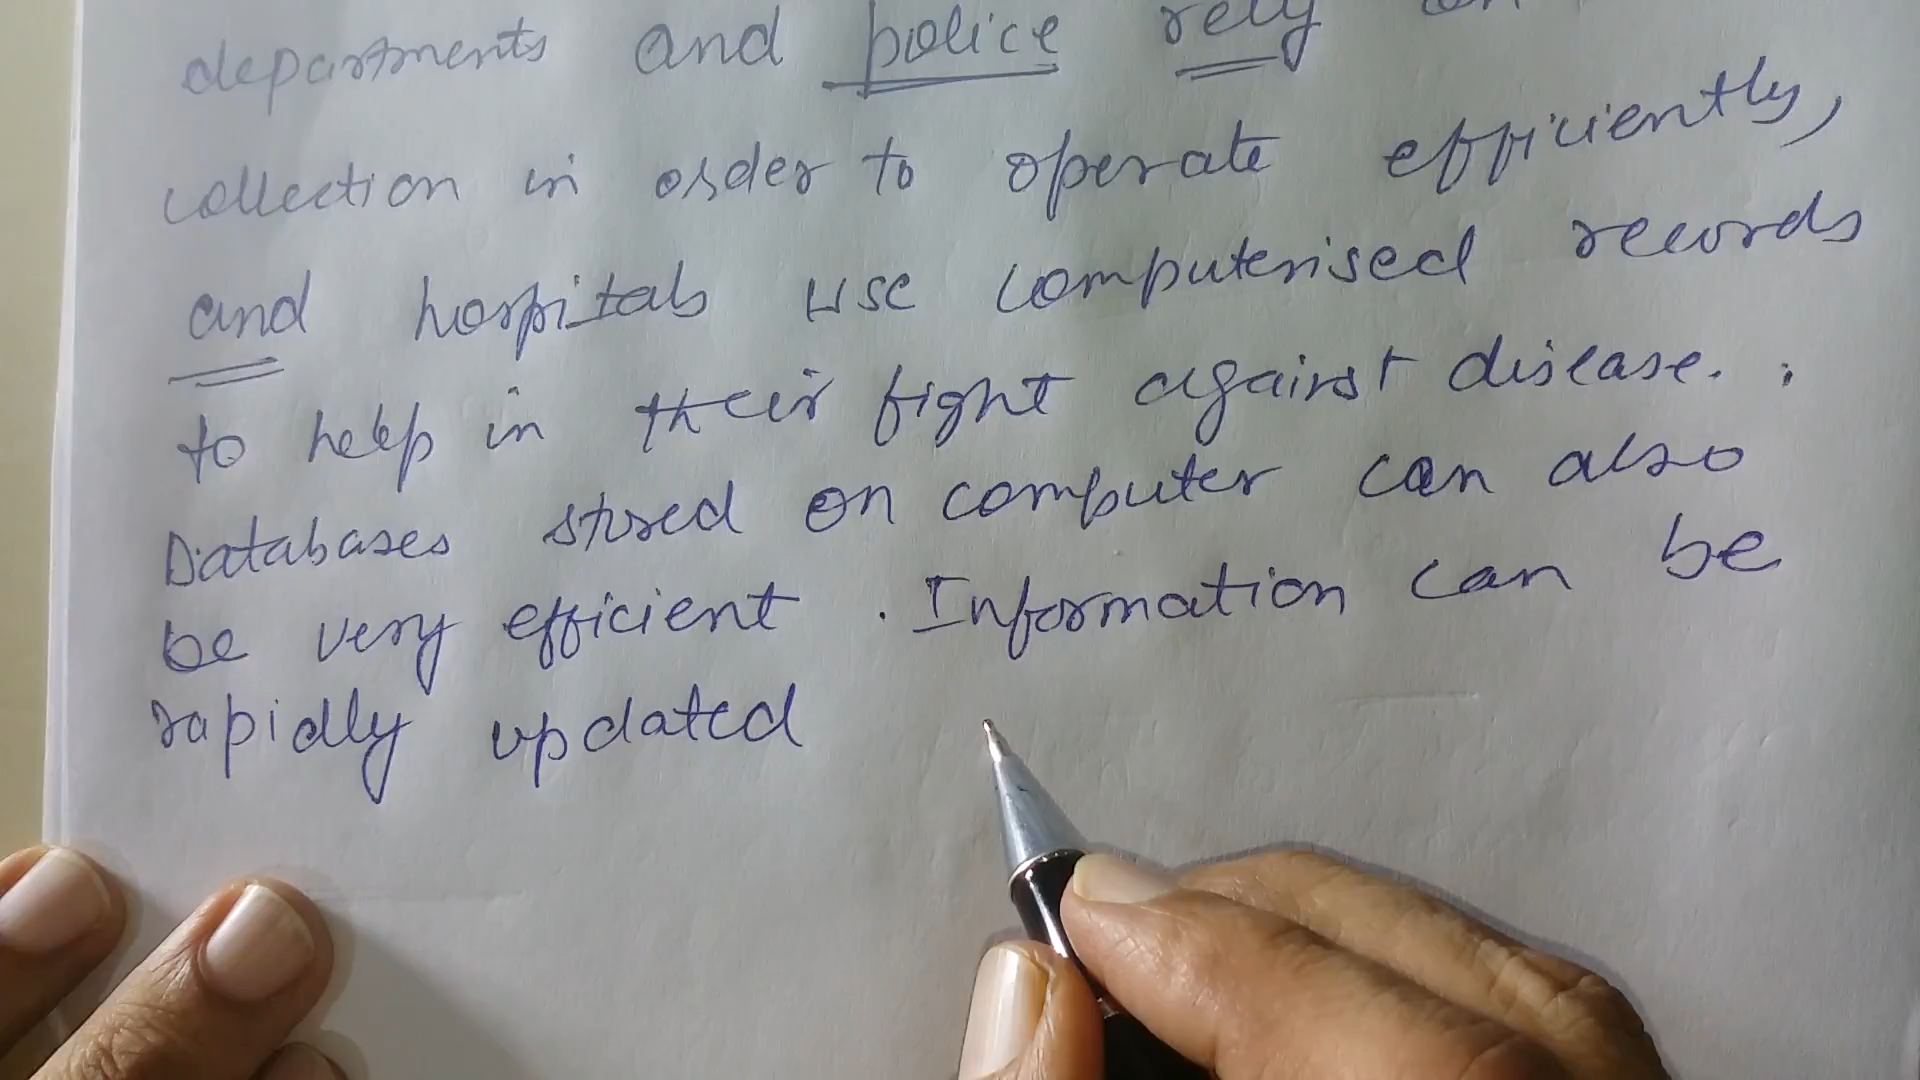 departments and police rely on
collection in order to operate efficiently,
and hospitals use computerised records
to help in their fight against disease.
Databases stored on computer can also
be very efficient. Information can be
rapidly updated